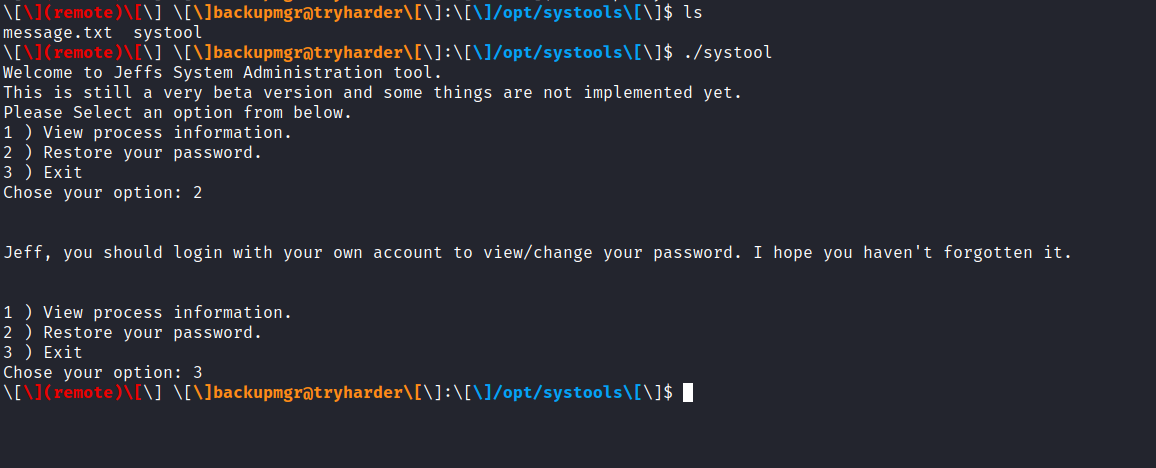 \[\](remote)\[\] \[\]backupmgr@tryharder\[\]:\[\]/opt/systools\[\]$ ls
message.txt  systool
\[\](remote)\[\] \[\]backupmgr@tryharder\[\]:\[\]/opt/systools\[\]$ ./systool
Welcome to Jeffs System Administration tool.
This is still a very beta version and some things are not implemented yet.
Please Select an option from below.
1 ) View process information.
2 ) Restore your password.
3 ) Exit
Chose your option: 2
Jeff, you should login with your own account to view/change your password. I hope you haven't forgotten it.
1 ) View process information.
2 ) Restore your password.
3 ) Exit
Chose your option: 3
\[\](remote)\[\] \[\]backupmgr@tryharder\[\]:\[\]/opt/systools\[\]$